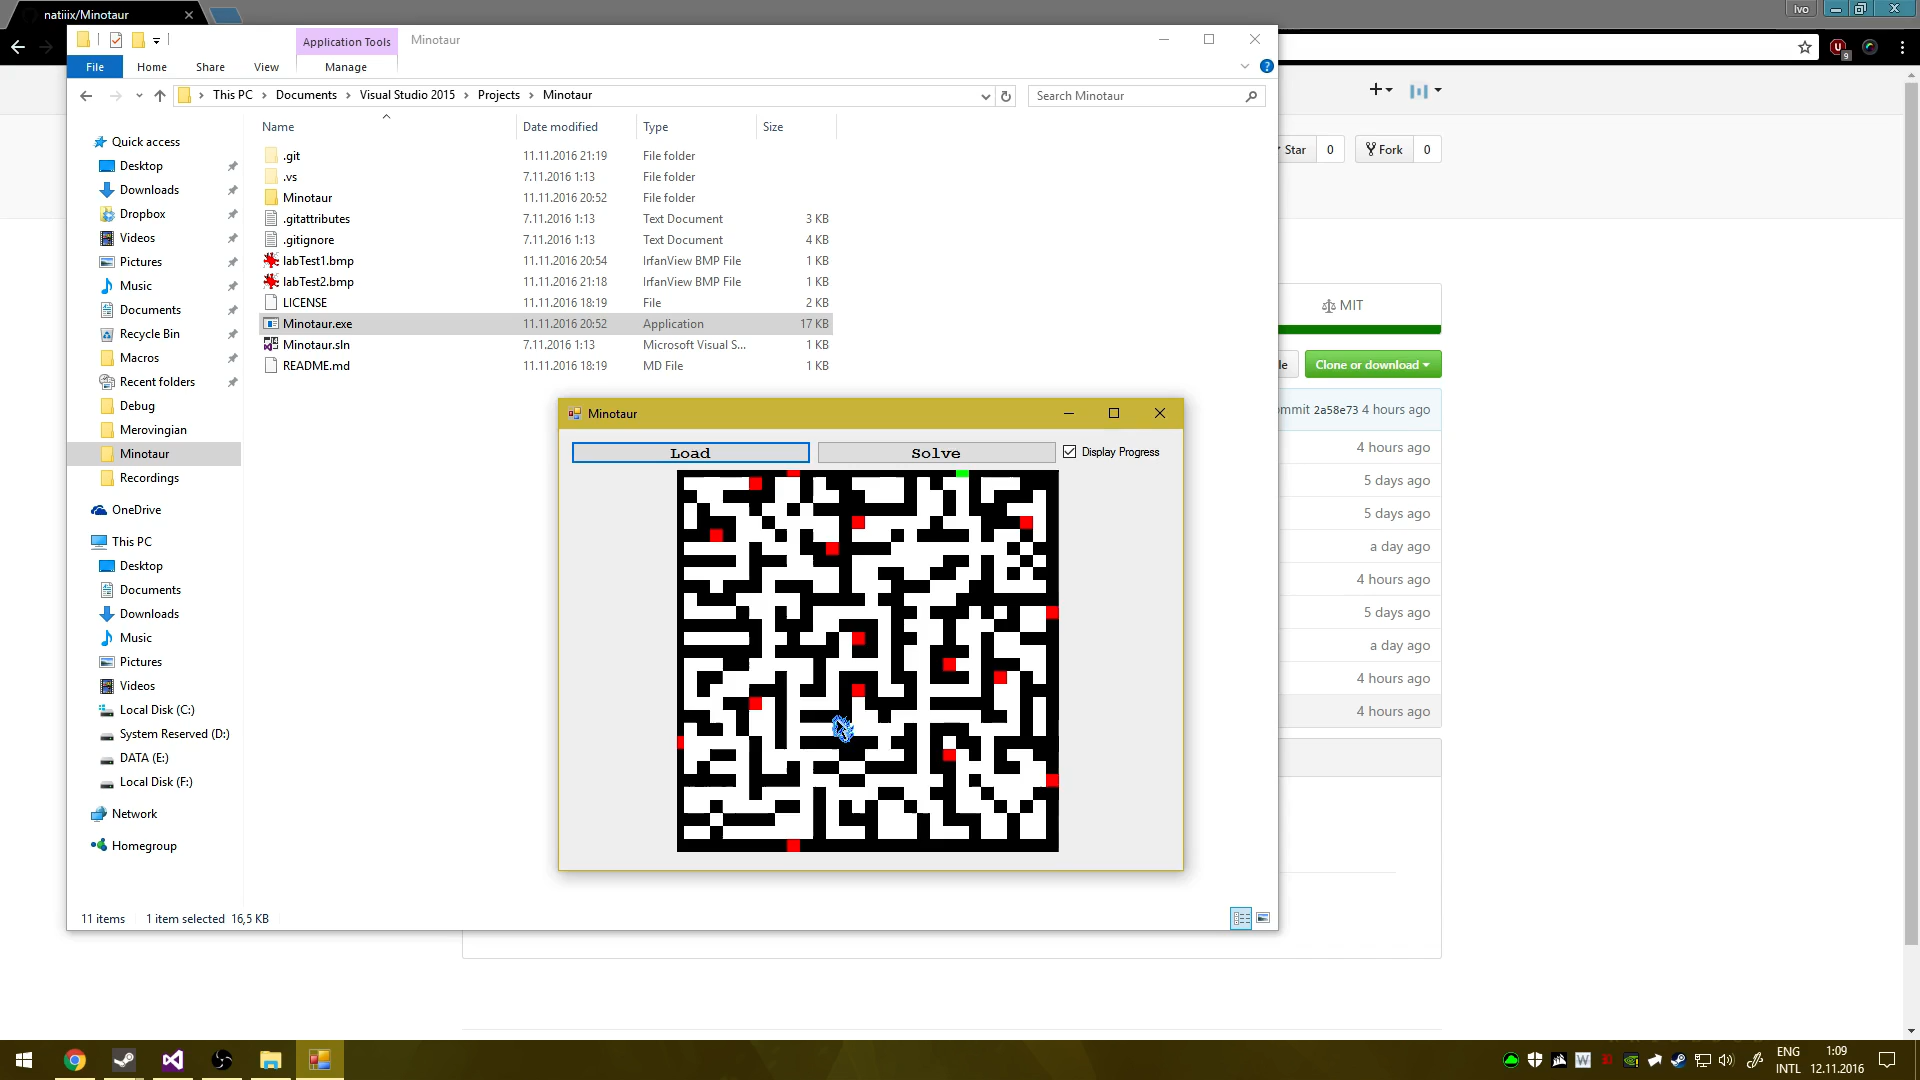 natiiix/Minotaur
Ivo
Application Tools
Minotaur
File
Home
Share
View
Manage
This PC
Documents
Visual Studio 2015
Projects
Minotaur
Search Minotaur
Name
Date modified
Type
Size
.git
11.11.2016 21:19
File folder
.vs
7.11.2016 1:13
File folder
Minotaur
11.11.2016 20:52
File folder
.gitattributes
7.11.2016 1:13
Text Document
3 KB
.gitignore
7.11.2016 1:13
Text Document
4 KB
labTest1.bmp
11.11.2016 20:54
IrfanView BMP File
1 KB
labTest2.bmp
11.11.2016 21:18
IrfanView BMP File
1 KB
LICENSE
11.11.2016 18:19
File
2 KB
Minotaur.exe
11.11.2016 20:52
Application
17 KB
Minotaur.sln
7.11.2016 1:13
Microsoft Visual S...
1 KB
README.md
11.11.2016 18:19
MD File
1 KB
Quick access
Desktop
Downloads
Dropbox
Videos
Pictures
Music
Documents
Recycle Bin
Macros
Recent folders
Debug
Merovingian
Minotaur
Recordings
OneDrive
This PC
Desktop
Documents
Downloads
Music
Pictures
Videos
Local Disk (C:)
System Reserved (D:)
DATA (E:)
Local Disk (F:)
Network
Homegroup
11 items
1 item selected 16,5 KB
Minotaur
Load
Solve
Display Progress
Star
0
Fork
0
MIT
Clone or download
2a58e73 4 hours ago
4 hours ago
5 days ago
5 days ago
a day ago
4 hours ago
5 days ago
a day ago
4 hours ago
4 hours ago
ENG
INTL
1:09
12.11.2016